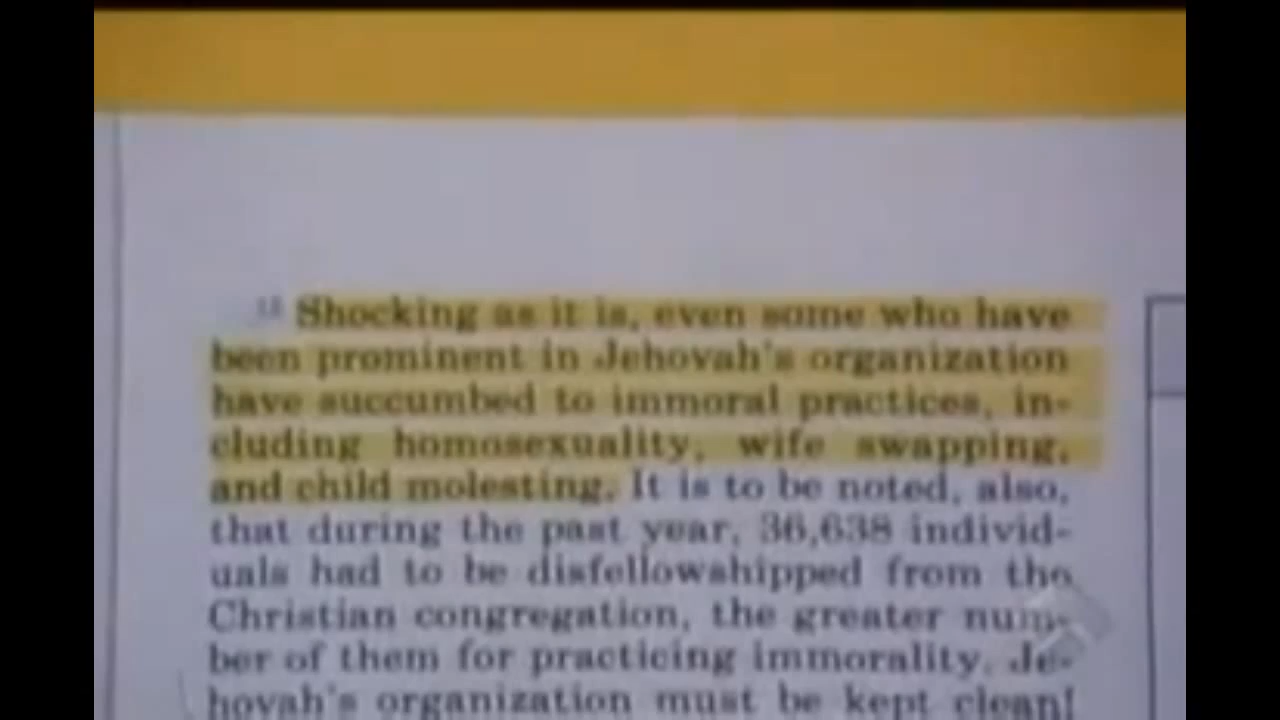 Shocking as it is, even some who have
been prominent in Jehovah's organization
have succumbed to immoral practices, in-
cluding homosexuality, wife swapping,
and child molesting. It is to be noted, also,
that during the past year, 36,638 individ-
uals had to be disfellowshipped from the
Christian congregation, the greater num-
ber of them for practicing immorality. Je-
hovah's organization must be kept clean!